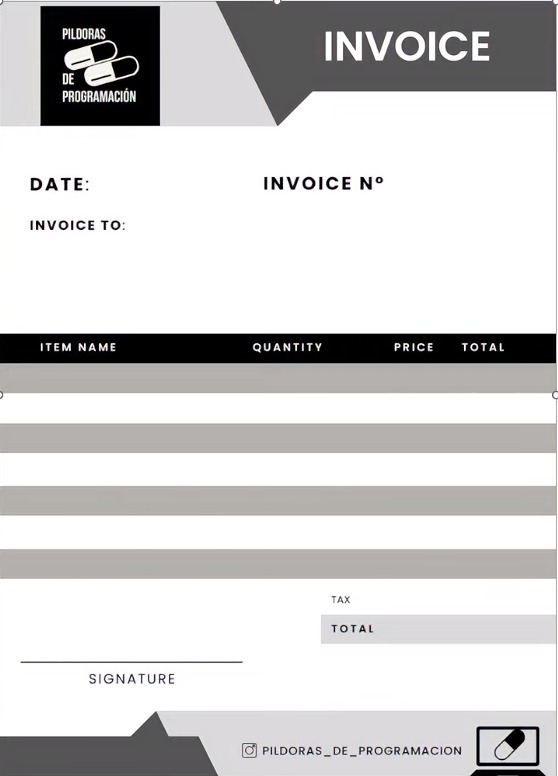 PILDORAS
DE
PROGRAMACIÓN
INVOICE
DATE: INVOICE Nº
INVOICE TO:
ITEM NAME QUANTITY PRICE TOTAL
TAX
TOTAL
SIGNATURE
PILDORAS_DE_PROGRAMACION